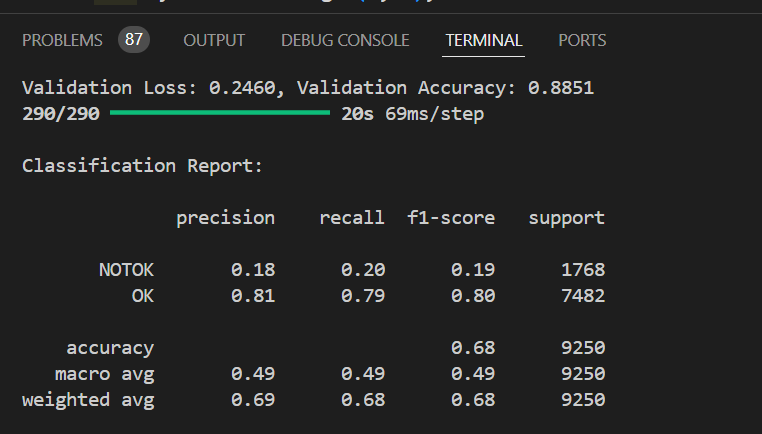 PROBLEMS 87 OUTPUT DEBUG CONSOLE TERMINAL PORTS
Validation Loss: 0.2460, Validation Accuracy: 0.8851
290/290 20s 69ms/step
Classification Report:
precision recall f1-score support
NOTOK 0.18 0.20 0.19 1768
OK 0.81 0.79 0.80 7482
accuracy 0.68 9250
macro avg 0.49 0.49 0.49 9250
weighted avg 0.69 0.68 0.68 9250